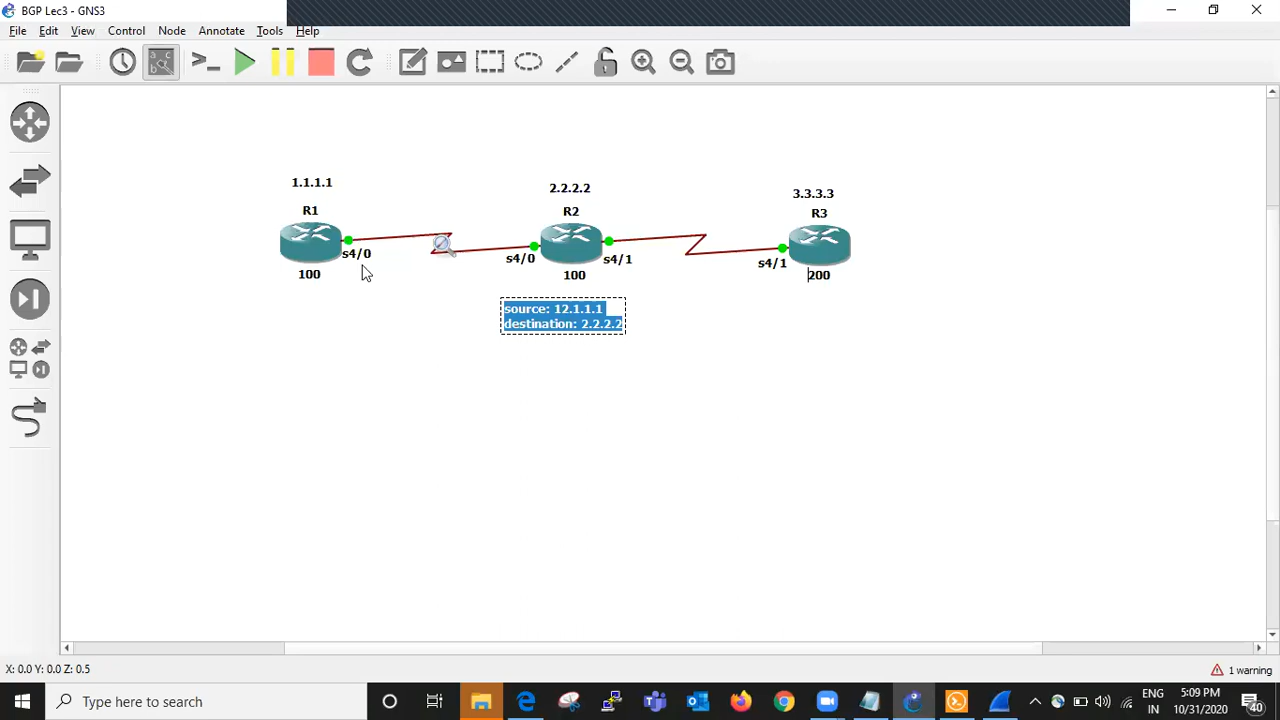 BGP Lec3 - GNS3
File Edit View Control Node Annotate Tools Help
1.1.1.1
2.2.2.2
3.3.3.3
R1
R2
R3
s4/0
s4/0
s4/1
s4/1
100
100
200
source: 12.1.1.1
destination: 2.2.2.2
X: 0.0 Y: 0.0 Z: 0.5
1 warning
Type here to search
ENG
IN
5:09 PM
10/31/2020
40